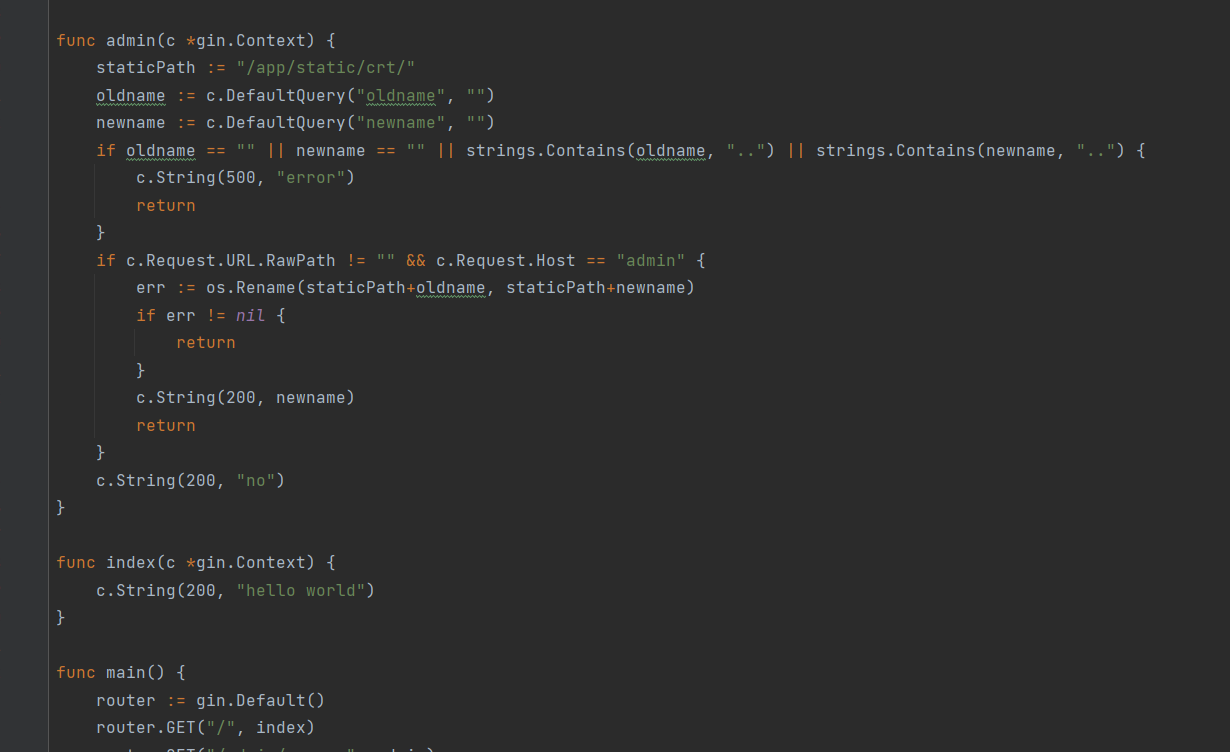 func admin(c *gin.Context) {
    staticPath := "/app/static/crt/"
    oldname := c.DefaultQuery("oldname", "")
    newname := c.DefaultQuery("newname", "")
    if oldname == "" || newname == "" || strings.Contains(oldname, "..") || strings.Contains(newname, "..") {
        c.String(500, "error")
        return
    }
    if c.Request.URL.RawPath != "" && c.Request.Host == "admin" {
        err := os.Rename(staticPath+oldname, staticPath+newname)
        if err != nil {
            return
        }
        c.String(200, newname)
        return
    }
    c.String(200, "no")
}
func index(c *gin.Context) {
    c.String(200, "hello world")
}
func main() {
    router := gin.Default()
    router.GET("/", index)